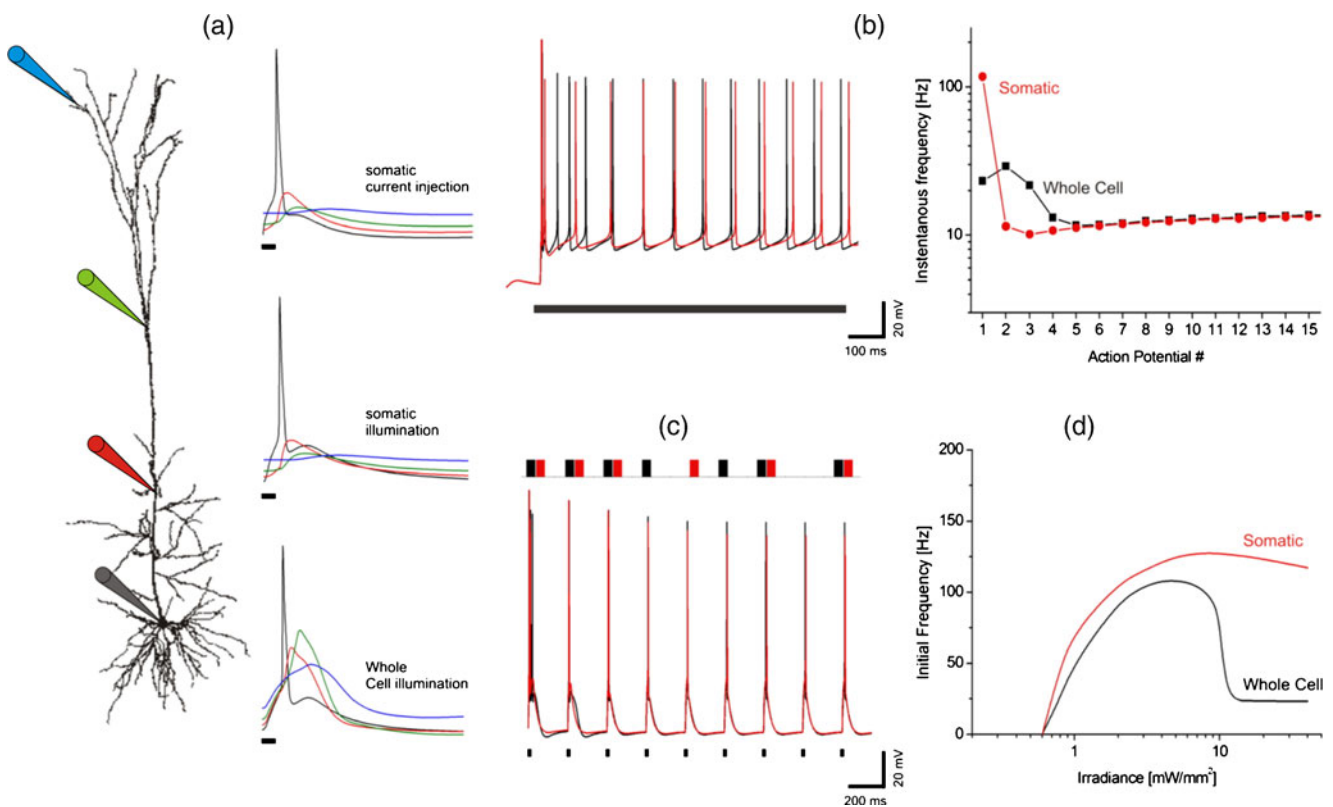 (a)
somatic
current injection
somatic
illumination
Whole
Cell illumination
(b)
20 mV
100 ms
Instentanous frequency [Hz]
100
10
Somatic
Whole Cell
1 2 3 4 5 6 7 8 9 10 11 12 13 14 15
Action Potential #
(c)
20 mV
200 ms
(d)
Initial Frequency [Hz]
200
150
100
50
0
Somatic
Whole Cell
1 10
Irradiance [mW/mm²]